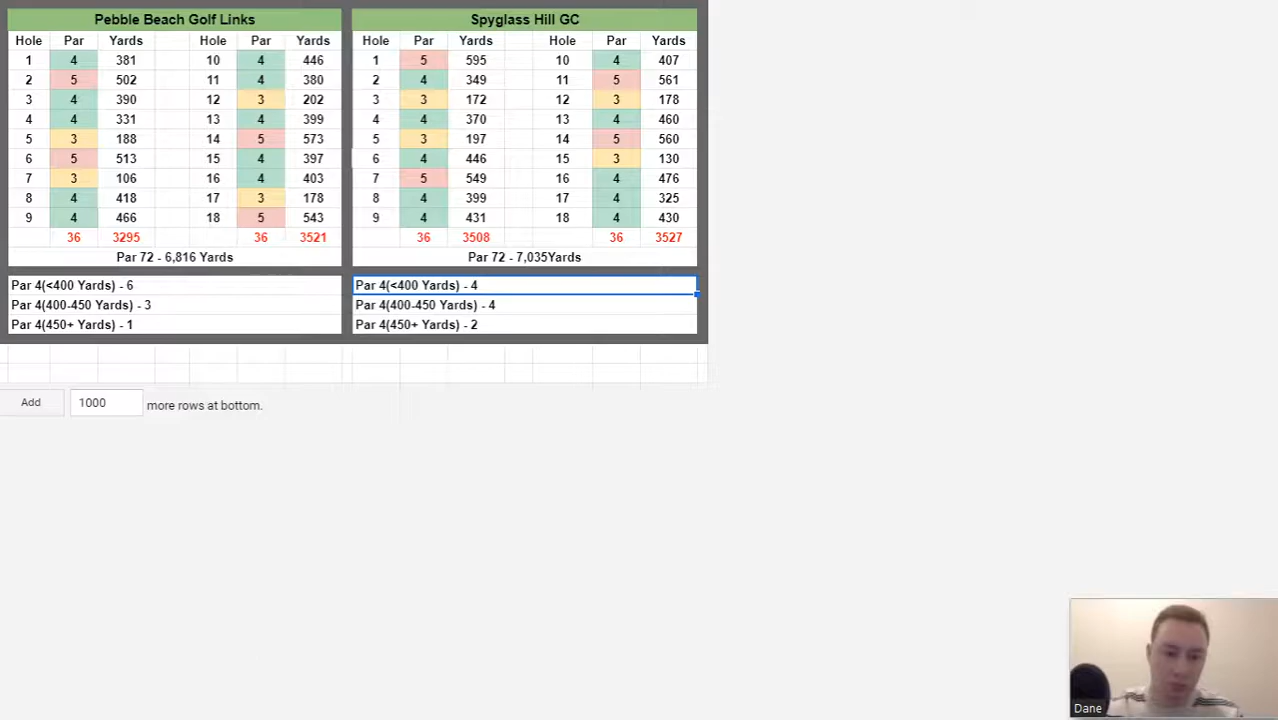 Pebble Beach Golf Links
Hole Par Yards Hole Par Yards
1 4 381 10 4 446
2 5 502 11 4 380
3 4 390 12 3 202
4 4 331 13 4 399
5 3 188 14 5 573
6 5 513 15 4 397
7 3 106 16 4 403
8 4 418 17 3 178
9 4 466 18 5 543
36 3295 36 3521
Par 72 - 6,816 Yards
Par 4(<400 Yards) - 6
Par 4(400-450 Yards) - 3
Par 4(450+ Yards) - 1
Spyglass Hill GC
Hole Par Yards Hole Par Yards
1 5 595 10 4 407
2 4 349 11 5 561
3 3 172 12 3 178
4 4 370 13 4 460
5 3 197 14 5 560
6 4 446 15 3 130
7 5 549 16 4 476
8 4 399 17 4 325
9 4 431 18 4 430
36 3508 36 3527
Par 72 - 7,035Yards
Par 4(<400 Yards) - 4
Par 4(400-450 Yards) - 4
Par 4(450+ Yards) - 2
Add 1000 more rows at bottom.
Dane